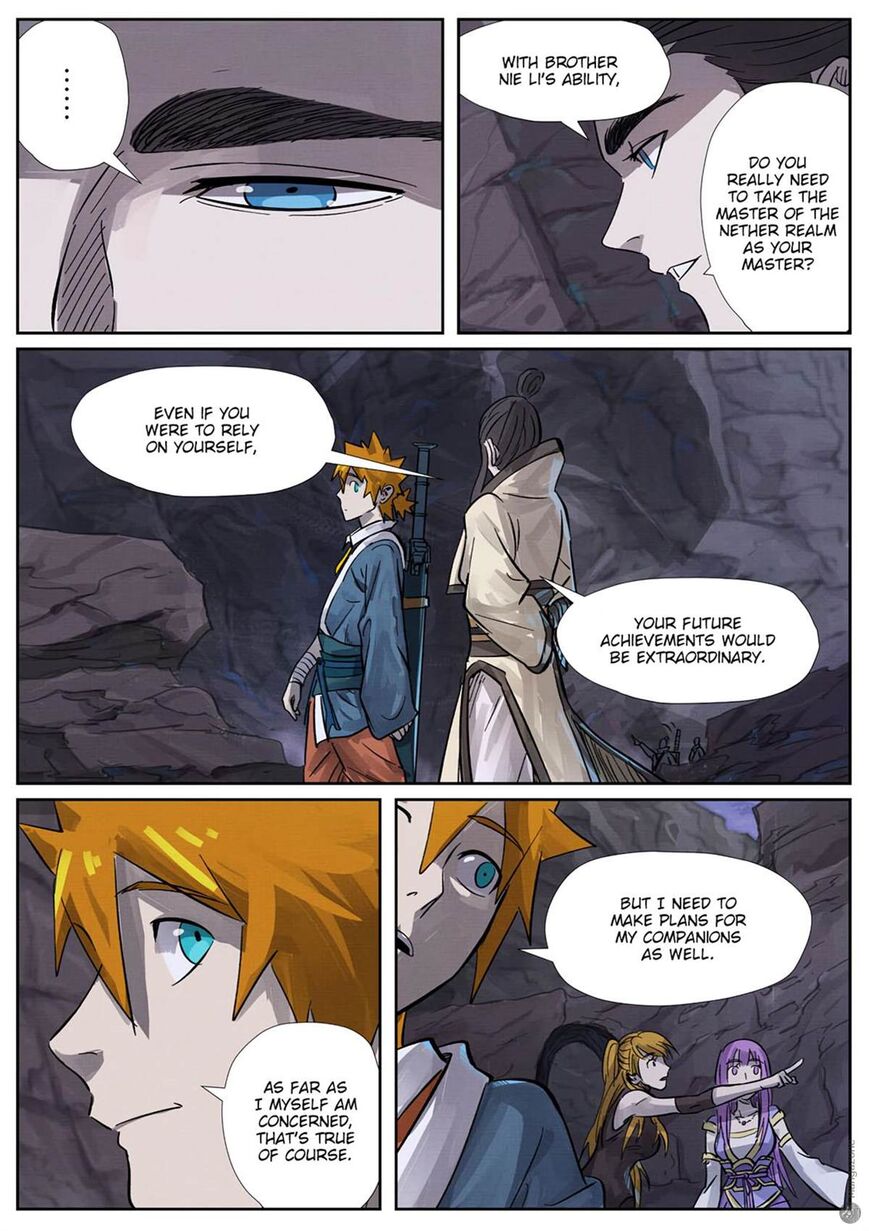 ......
WITH BROTHER
NIE LI'S ABILITY,
DO YOU
REALLY NEED
TO TAKE THE
MASTER OF THE
NETHER REALM
AS YOUR
MASTER?
EVEN IF YOU
WERE TO RELY
ON YOURSELF,
YOUR FUTURE
ACHIEVEMENTS WOULD
BE EXTRAORDINARY.
AS FAR AS
I MYSELF AM
CONCERNED,
THAT'S TRUE
OF COURSE.
BUT I NEED TO
MAKE PLANS FOR
MY COMPANIONS
AS WELL.